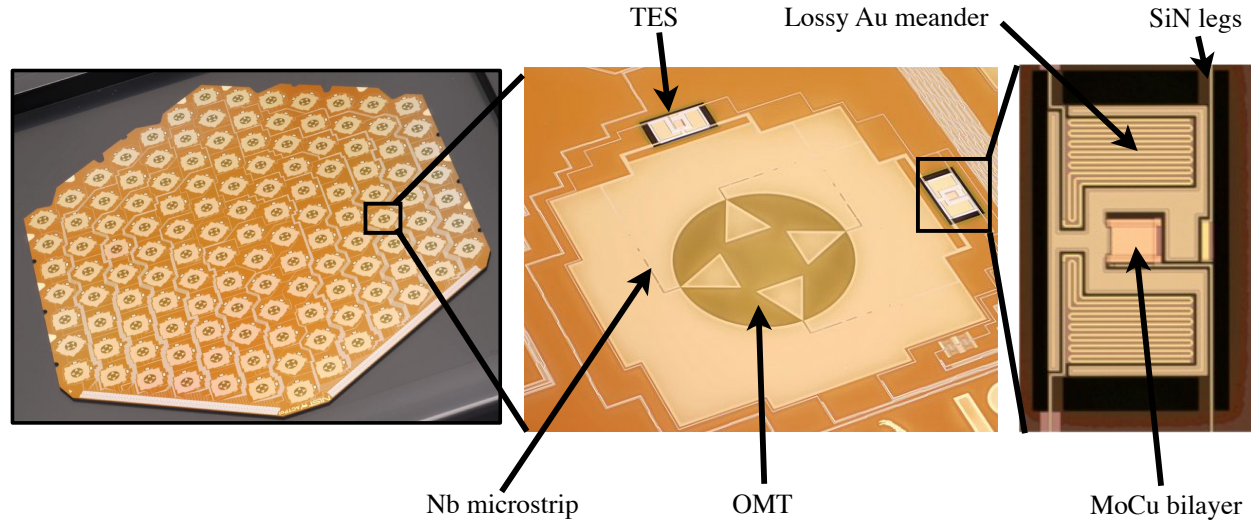 TES
Lossy Au meander
SiN legs
Nb microstrip
OMT
MoCu bilayer